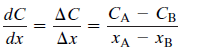 dC/dx = ΔC/Δx = (C_A − C_B)/(x_A − x_B)